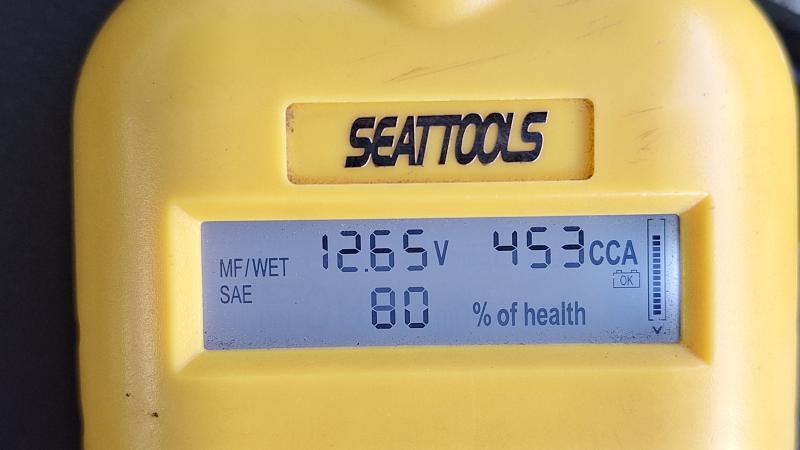 SEATTOOLS
MF/WET 12.65V 453CCA
SAE OK
80 % of health
V